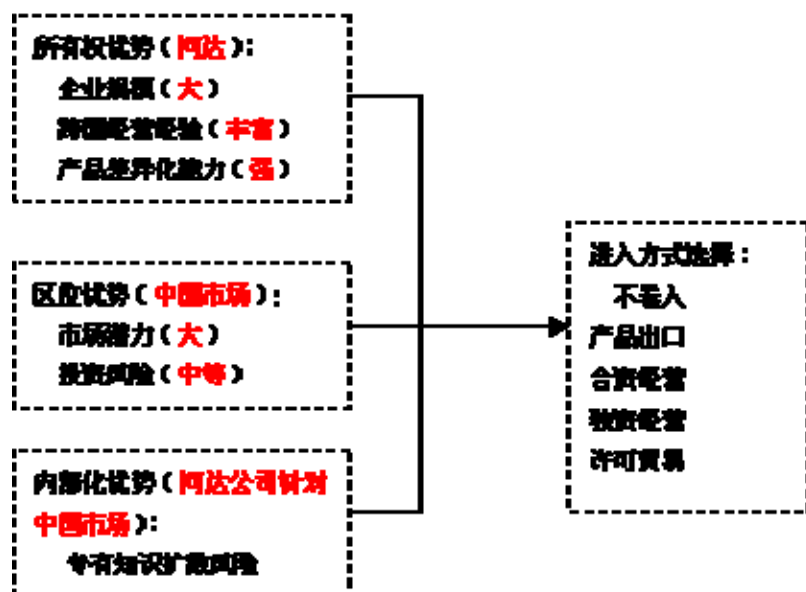 所有权优势(阿达):
企业规模(大)
跨国经营经验(丰富)
产品差异化能力(强)
区位优势(中国市场):
市场潜力(大)
投资风险(中等)
内部化优势(阿达公司针对
中国市场):
专有知识扩散风险
进入方式选择:
不进入
产品出口
合资经营
独资经营
许可贸易